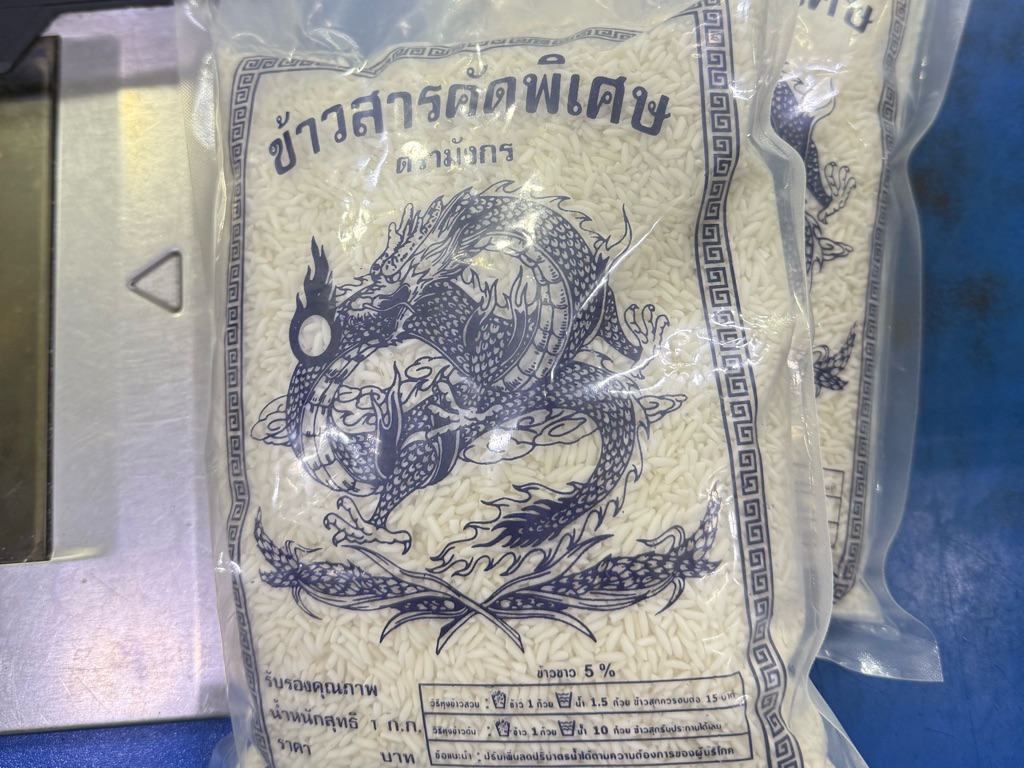 ข้าวสารคัดพิเศษ
ตรามังกร
ข้าวขาว 5 %
รับรองคุณภาพ
น้ำหนักสุทธิ 1 ก.ก.
ราคา บาท
วิธีหุงข้าวสวย : ข้าว 1 ถ้วย น้ำ 1.5 ถ้วย ข้าวสุกควรอบต่อ 15 นาที
วิธีหุงข้าวต้ม : ข้าว 1 ถ้วย น้ำ 10 ถ้วย ข้าวสุกรับประทานได้เลย
ข้อแนะนำ : ปรับเพิ่มลดปริมาตรน้ำได้ตามความต้องการของผู้บริโภค